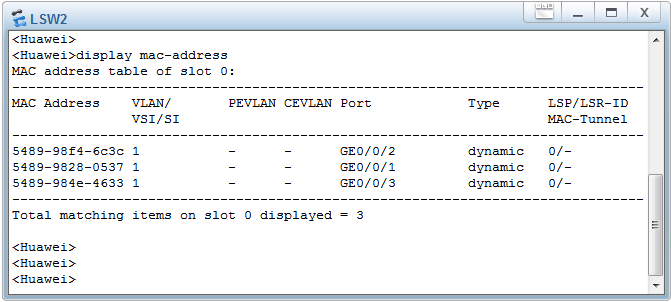 LSW2
<Huawei>
<Huawei>display mac-address
MAC address table of slot 0:
-------------------------------------------------------------------------------
MAC Address    VLAN/       PEVLAN CEVLAN Port            Type      LSP/LSR-ID
               VSI/SI                                              MAC-Tunnel
-------------------------------------------------------------------------------
5489-98f4-6c3c 1           -      -      GE0/0/2         dynamic   0/-
5489-9828-0537 1           -      -      GE0/0/1         dynamic   0/-
5489-984e-4633 1           -      -      GE0/0/3         dynamic   0/-
-------------------------------------------------------------------------------
Total matching items on slot 0 displayed = 3
<Huawei>
<Huawei>
<Huawei>